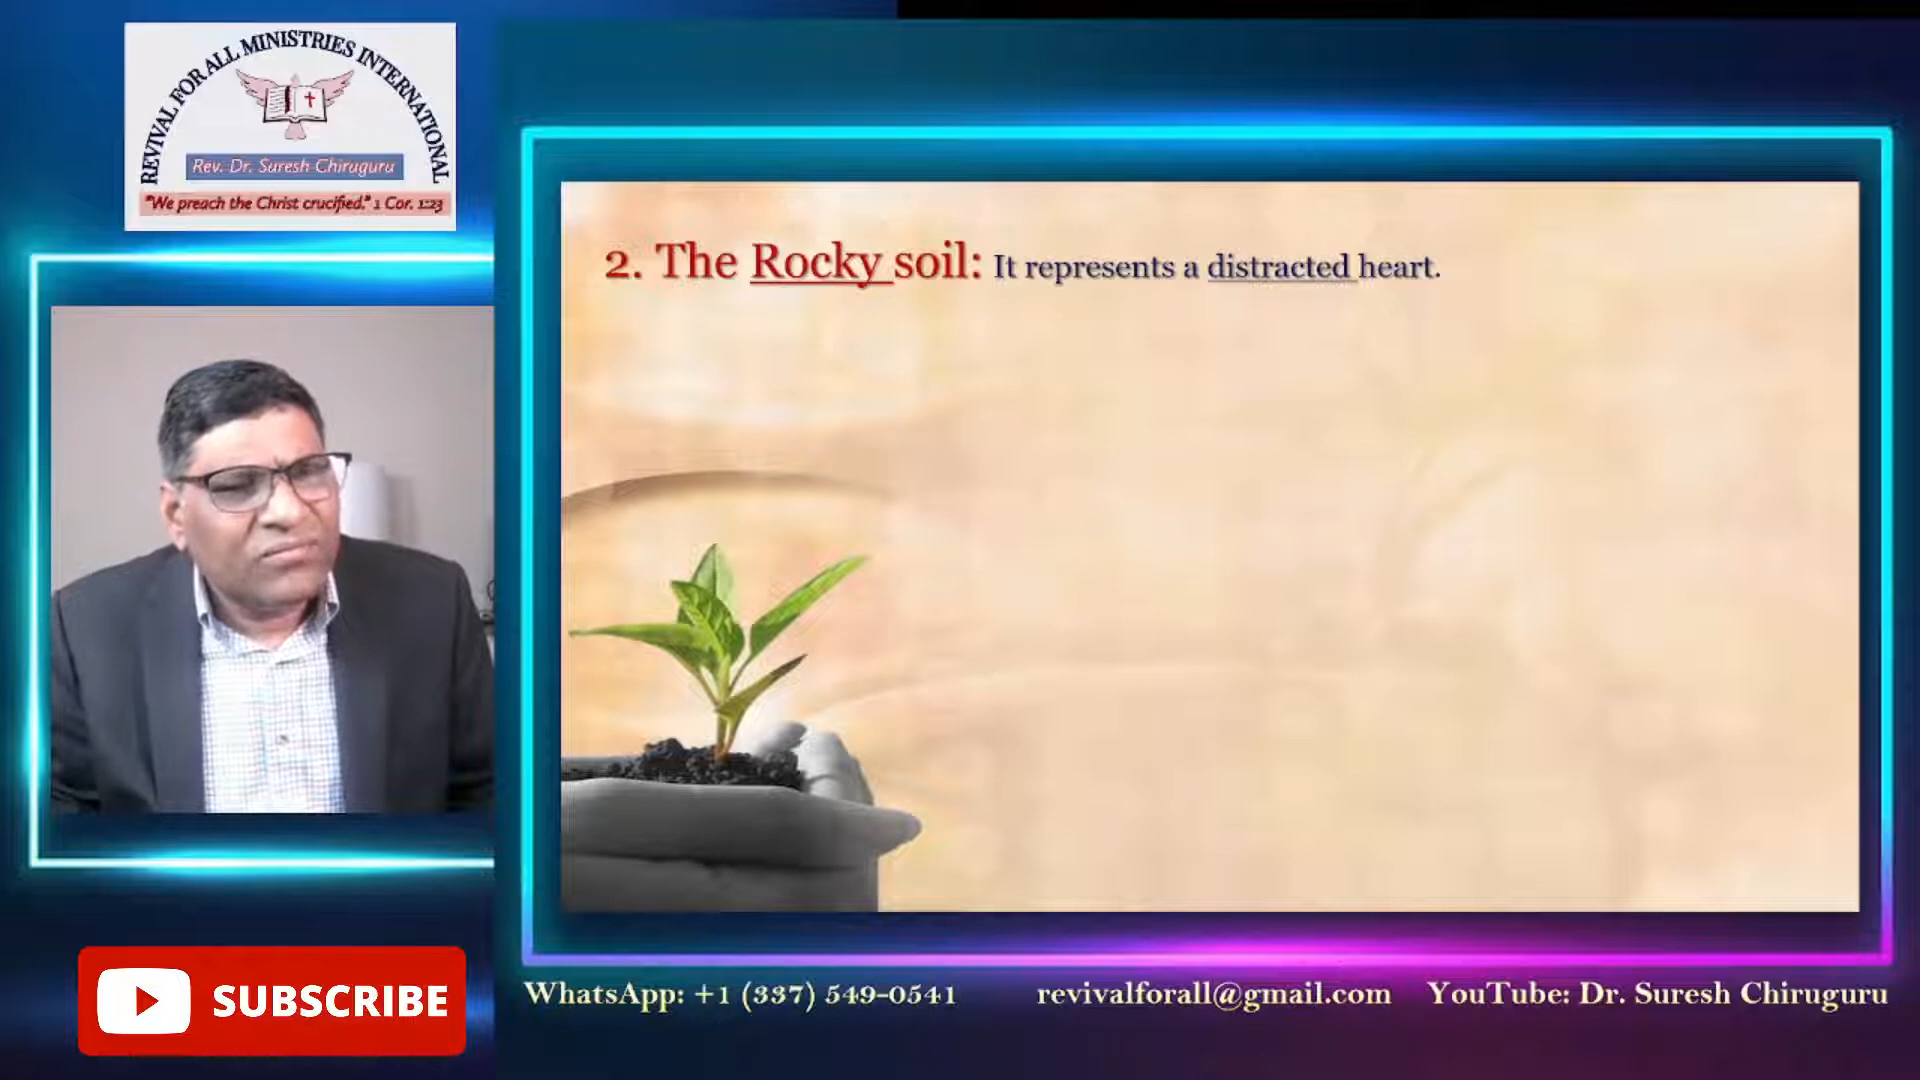 REVIVAL FOR ALL MINISTRIES INTERNATIONAL
Rev. Dr. Suresh Chiruguru
"We preach the Christ crucified." 1 Cor. 1:23
2. The Rocky soil: It represents a distracted heart.
SUBSCRIBE
WhatsApp: +1 (337) 549-0541 revivalforall@gmail.com YouTube: Dr. Suresh Chiruguru